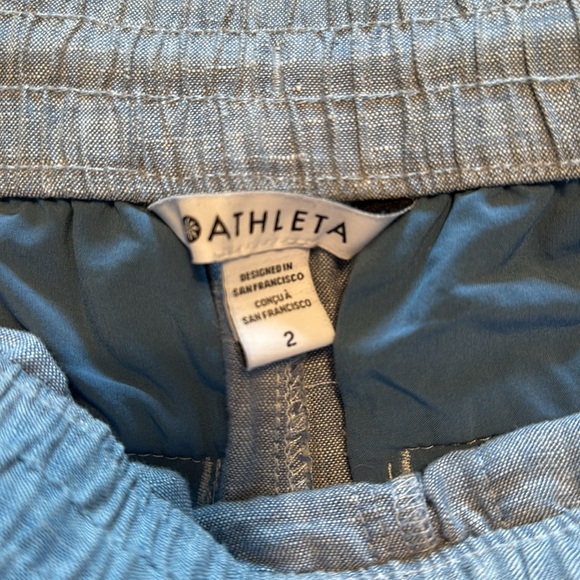 ATHLETA
DESIGNED IN
SAN FRANCISCO
CONÇU À
SAN FRANCISCO
2